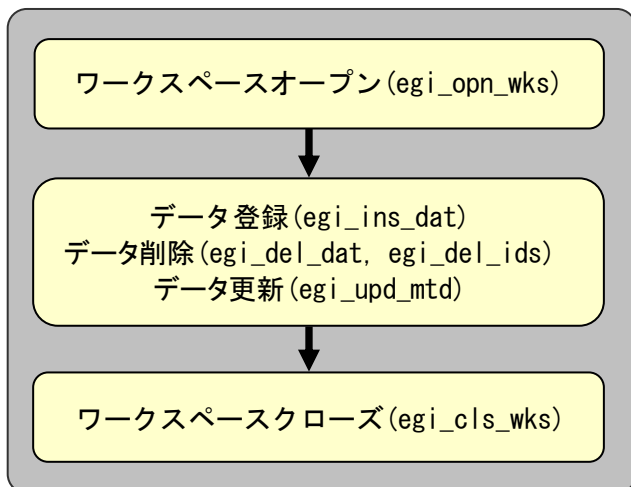 ワークスペースオープン(egi_opn_wks)
データ登録(egi_ins_dat)
データ削除(egi_del_dat, egi_del_ids)
データ更新(egi_upd_mtd)
ワークスペースクローズ(egi_cls_wks)